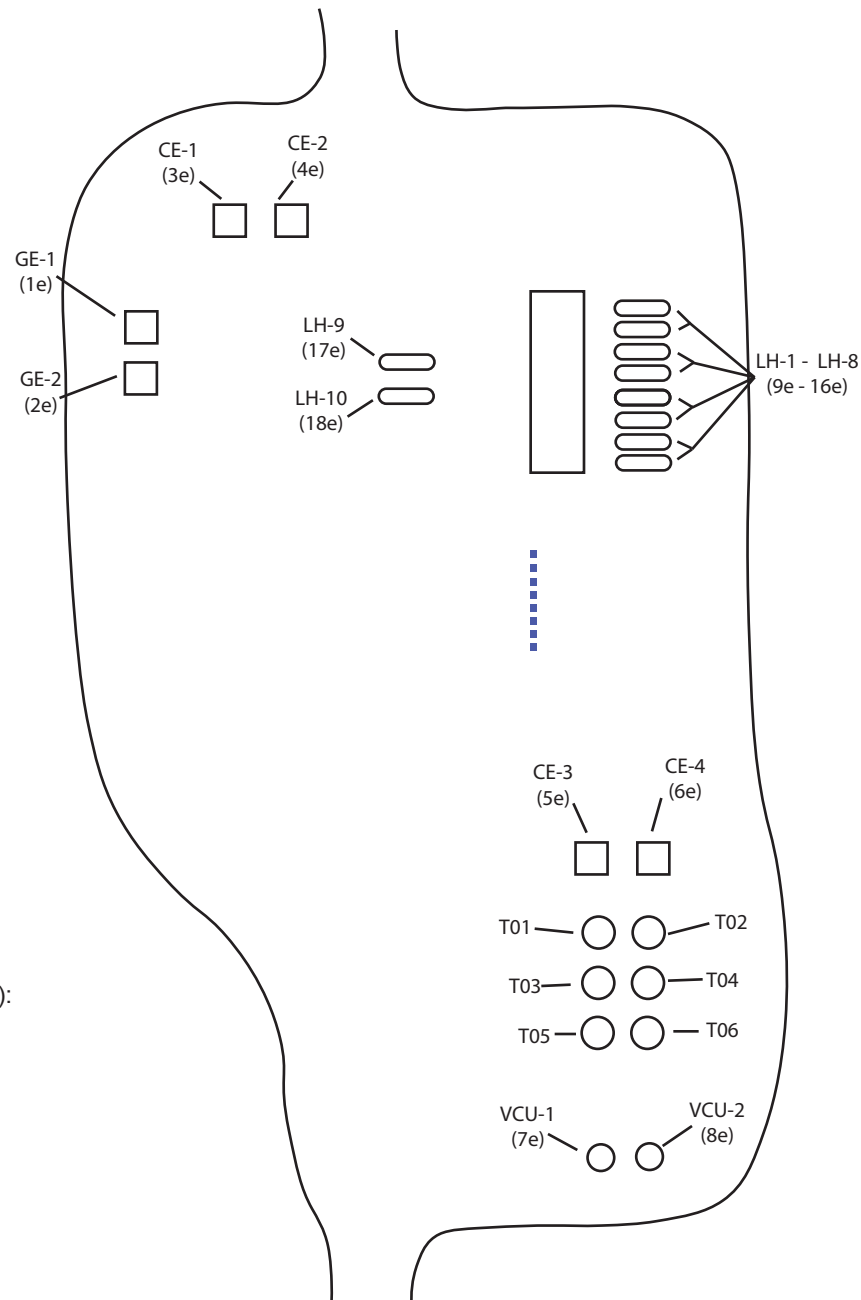 CE-1
(3e)
CE-2
(4e)
GE-1
(1e)
GE-2
(2e)
LH-9
(17e)
LH-10
(18e)
LH-1 - LH-8
(9e - 16e)
CE-3
(5e)
CE-4
(6e)
T01
T02
T03
T04
T05
T06
):
VCU-1
(7e)
VCU-2
(8e)